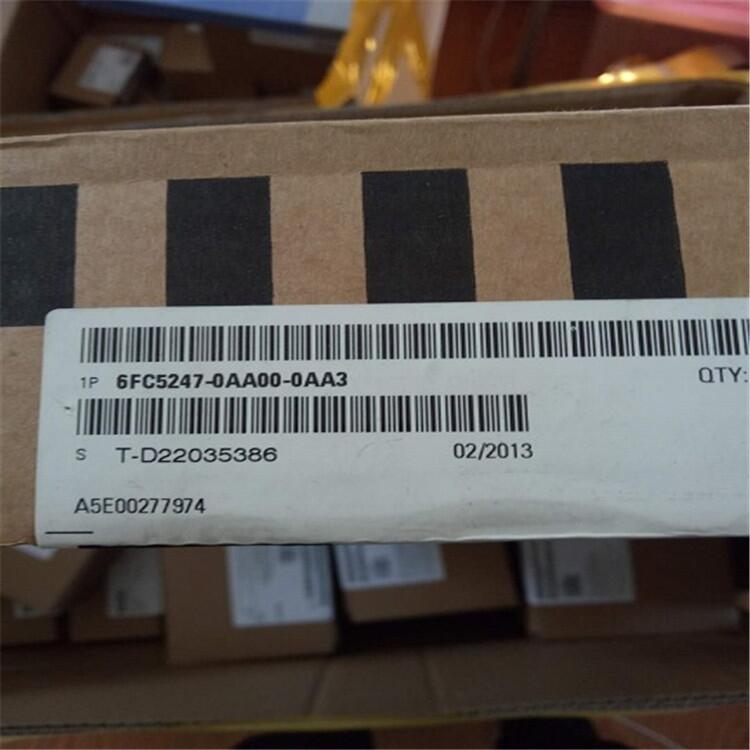 1P 6FC5247-0AA00-0AA3 QTY:
S T-D22035386 02/2013
A5E00277974